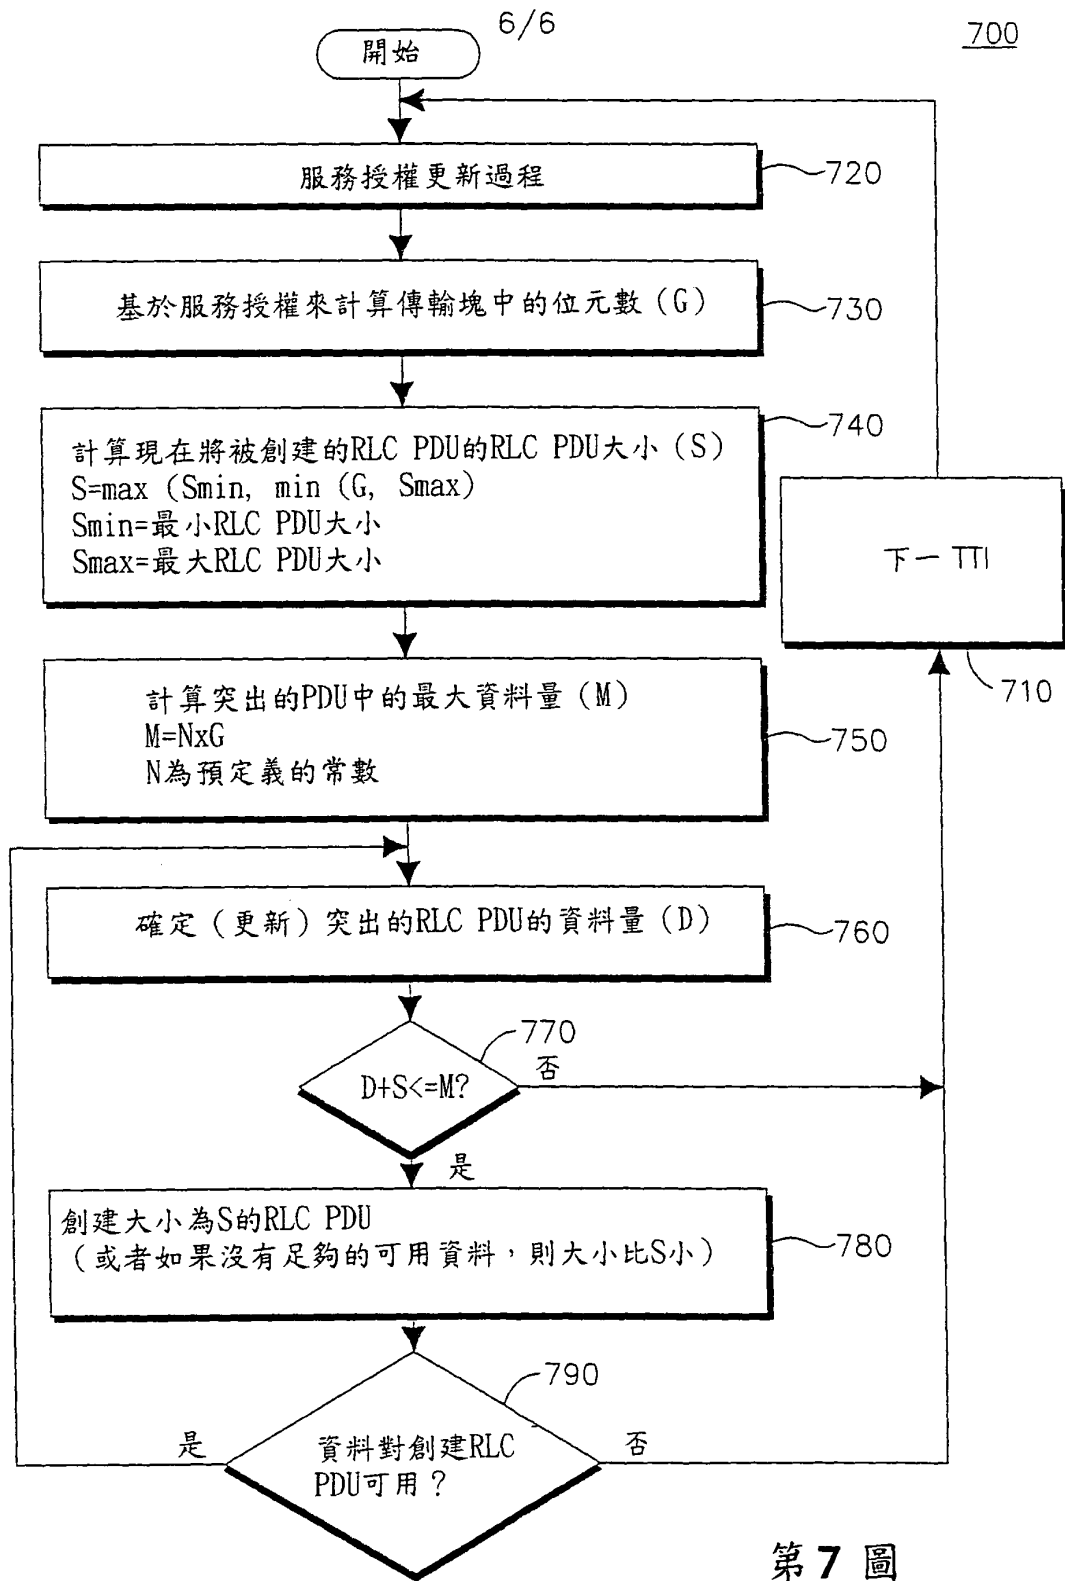 6/6
700
開始
服務授權更新過程
720
基於服務授權來計算傳輸塊中的位元數（G）
730
計算現在將被創建的RLC PDU的RLC PDU大小（S）
S=max (Smin, min (G, Smax)
Smin=最小RLC PDU大小
Smax=最大RLC PDU大小
740
下一TTI
710
計算突出的PDU中的最大資料量（M）
M=NxG
N為預定義的常數
750
確定（更新）突出的RLC PDU的資料量（D）
760
770
D+S<=M?
否
是
創建大小為S的RLC PDU
（或者如果沒有足夠的可用資料，則大小比S小）
780
790
是
資料對創建RLC
PDU可用？
否
第 7 圖